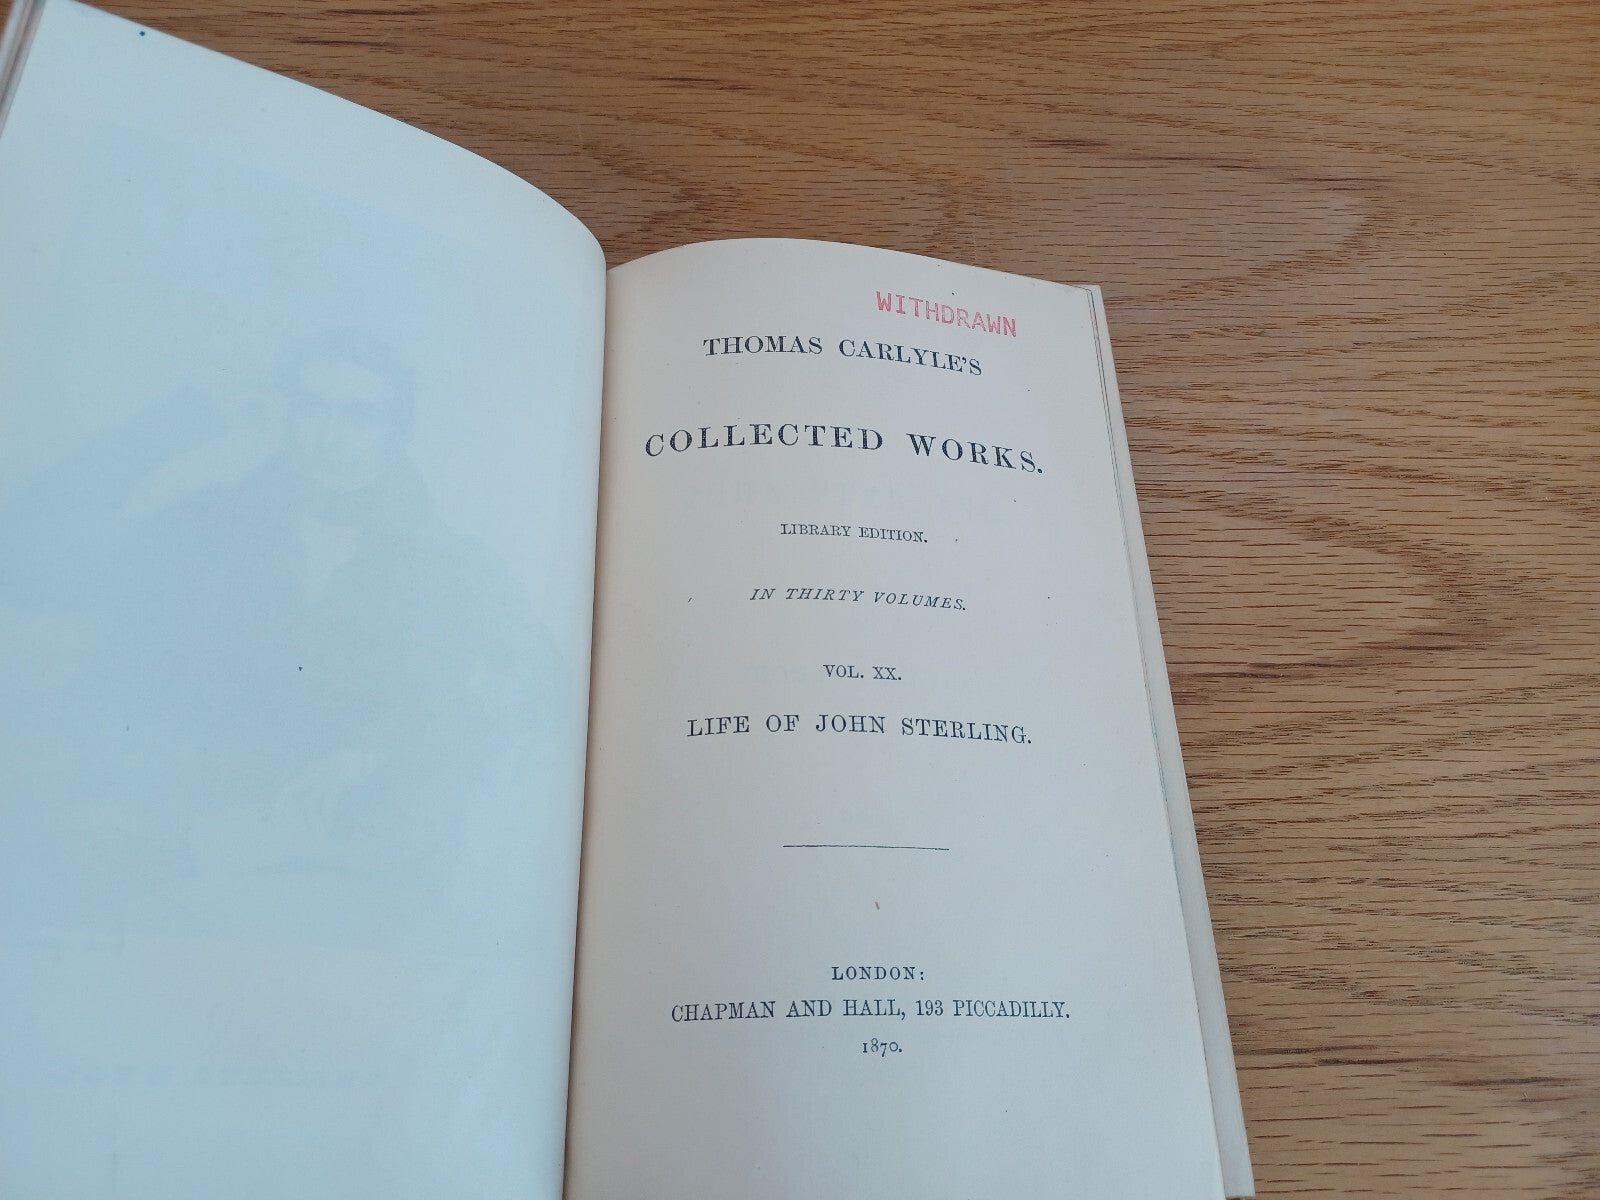 WITHDRAWN
THOMAS CARLYLE'S
COLLECTED WORKS.
LIBRARY EDITION.
IN THIRTY VOLUMES.
VOL. XX.
LIFE OF JOHN STERLING.
LONDON:
CHAPMAN AND HALL, 193 PICCADILLY.
1870.